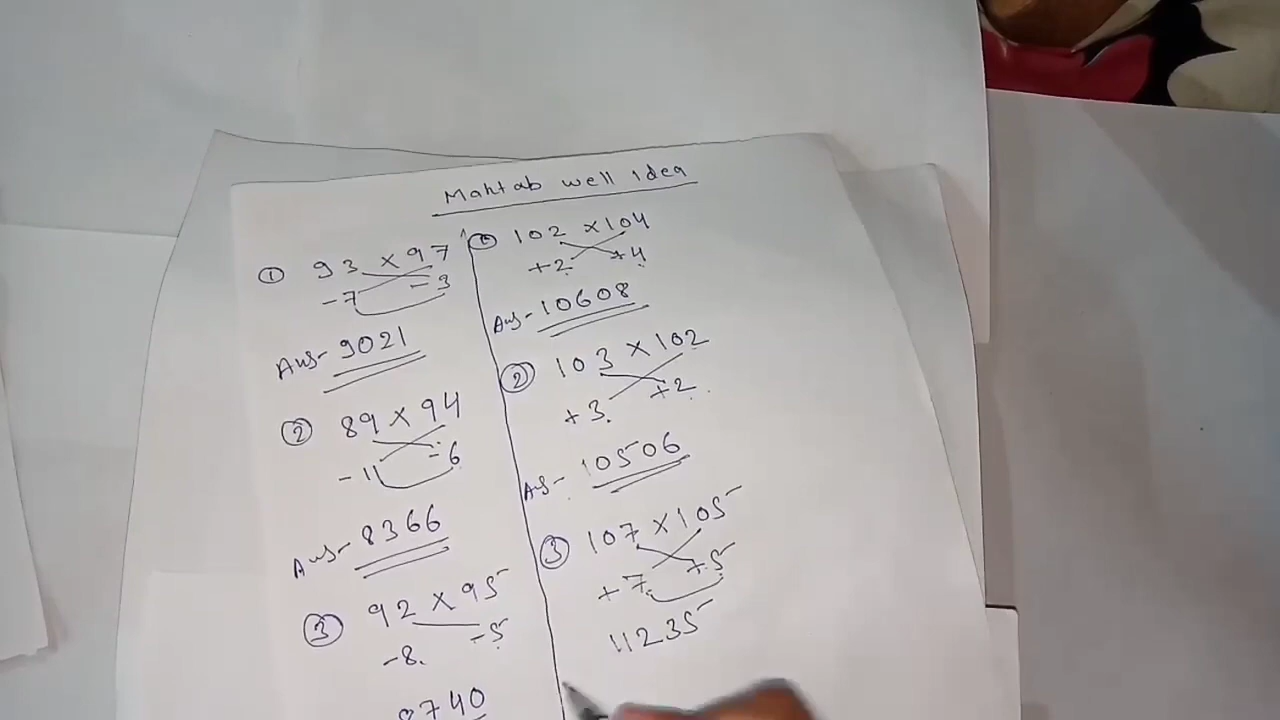 Mahtab well idea
① 93 × 97
-7 -3
Ans- 9021
② 89 × 94
-11 -6
Ans- 8366
③ 92 × 95
-8 -5
8740
① 102 × 104
+2 +4
Ans- 10608
② 103 × 102
+3 +2
Ans- 10506
③ 107 × 105
+7 +5
11235